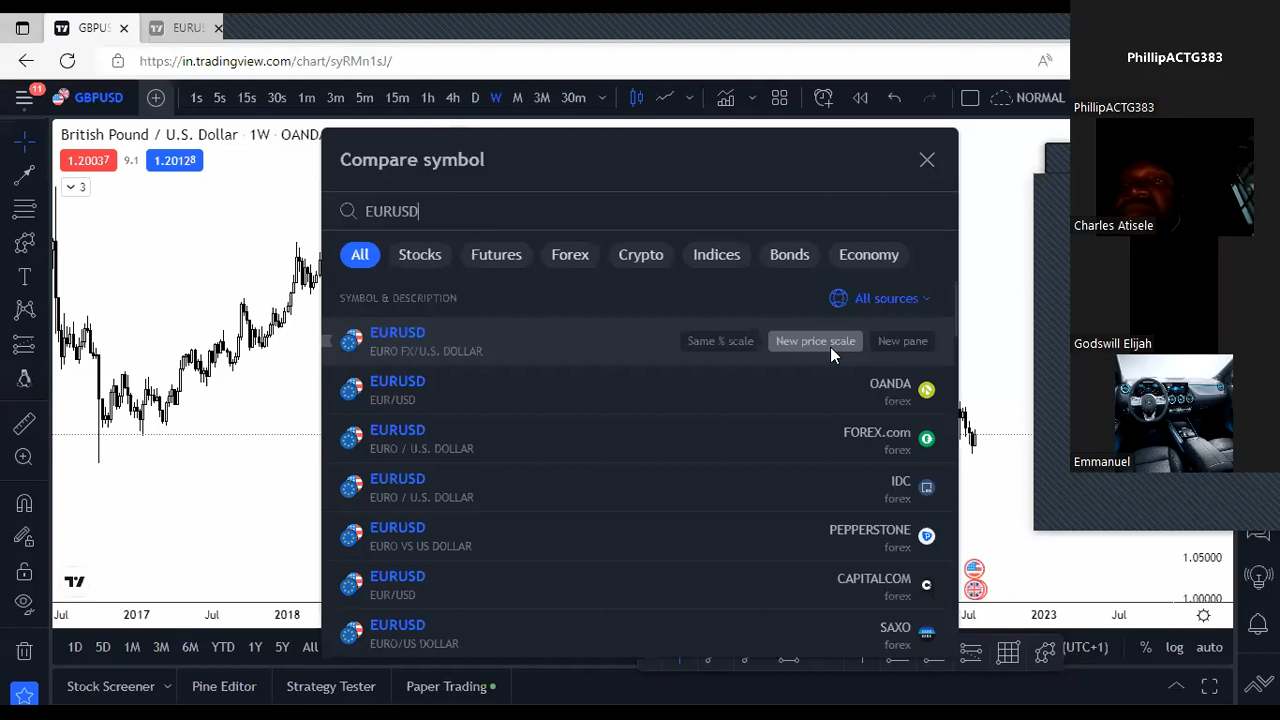 GBPUS
EURUS
https://in.tradingview.com/chart/syRMn1sJ/
PhillipACTG383
11
GBPUSD
1s 5s 15s 30s 1m 3m 5m 15m 1h 4h D W M 3M 30m
NORMAL
PhillipACTG383
British Pound / U.S. Dollar · 1W · OANDA
1.20037 9.1 1.20128
3
Compare symbol
EURUSD
Charles Atisele
All Stocks Futures Forex Crypto Indices Bonds Economy
SYMBOL & DESCRIPTION
All sources
EURUSD
EURO FX/U.S. DOLLAR
Same % scale New price scale New pane
Godswill Elijah
EURUSD
EUR/USD
OANDA
forex
EURUSD
EURO / U.S. DOLLAR
FOREX.com
forex
Emmanuel
EURUSD
EURO / U.S. DOLLAR
IDC
forex
EURUSD
EURO VS US DOLLAR
PEPPERSTONE
forex
EURUSD
EUR/USD
CAPITALCOM
forex
1.05000
1.00000
EURUSD
EURO/US DOLLAR
SAXO
forex
Jul 2017 Jul 2018 Jul 2023 Jul
1D 5D 1M 3M 6M YTD 1Y 5Y All
(UTC+1) % log auto
Stock Screener Pine Editor Strategy Tester Paper Trading